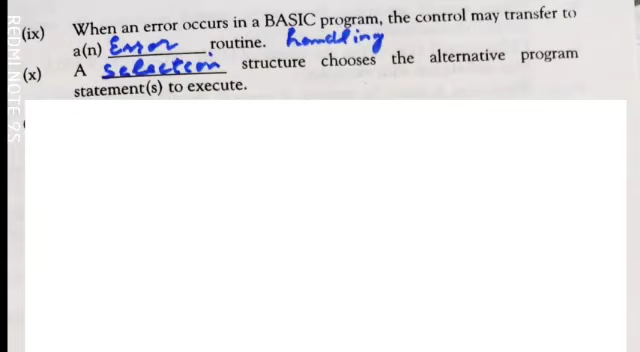 (ix) When an error occurs in a BASIC program, the control may transfer to
a(n) Error routine. handling
(x) A Selection structure chooses the alternative program
statement(s) to execute.
REDMI NOTE 9S